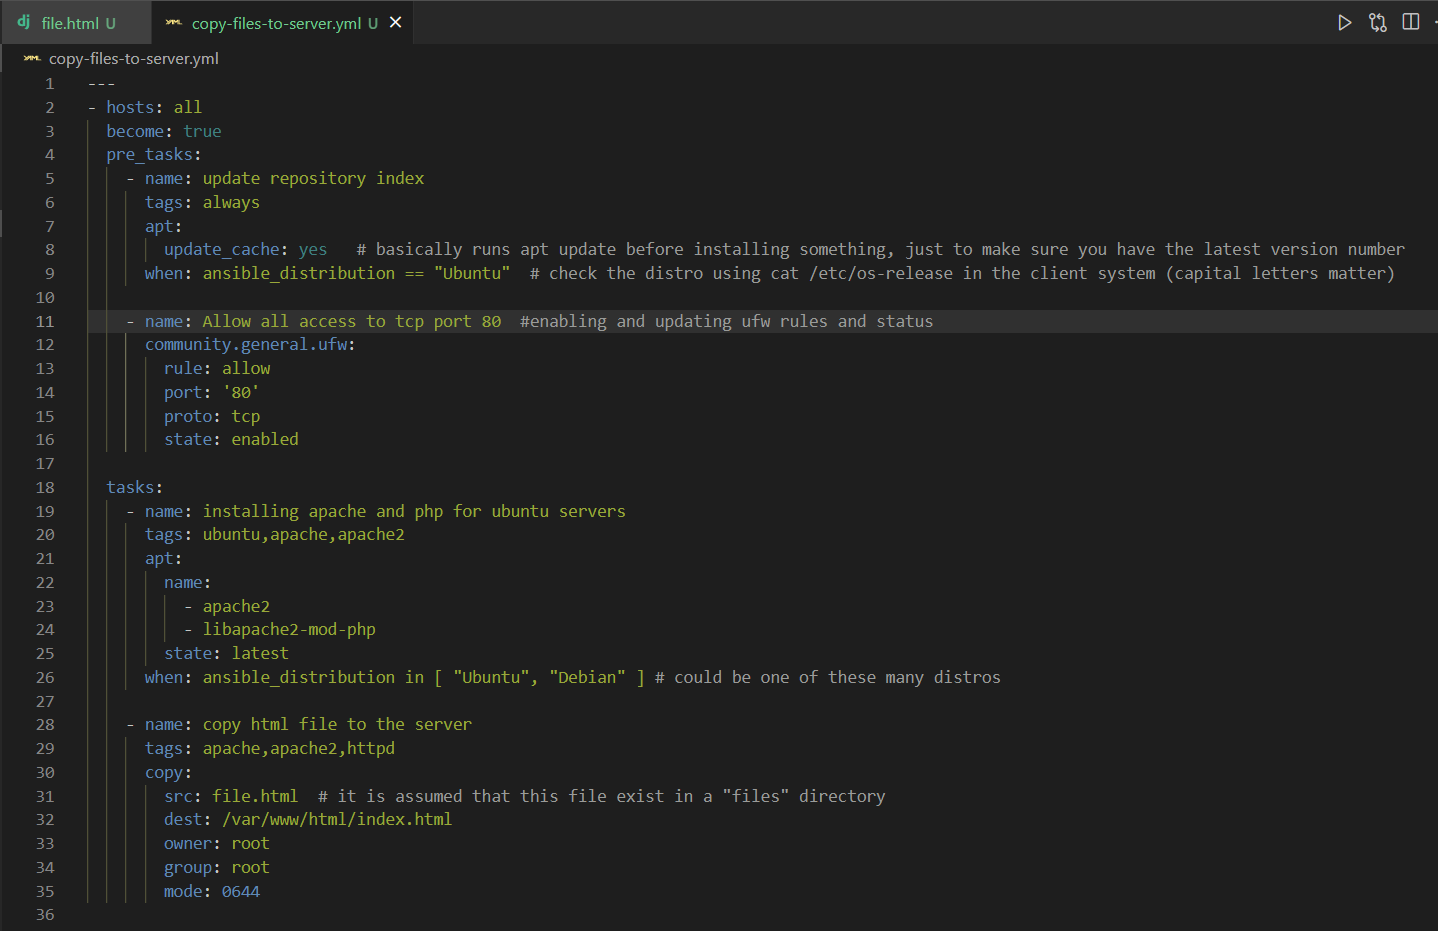 dj file.html U
YAML copy-files-to-server.yml U
YAML copy-files-to-server.yml
1 ---
2 - hosts: all
3   become: true
4   pre_tasks:
5     - name: update repository index
6       tags: always
7       apt:
8         update_cache: yes   # basically runs apt update before installing something, just to make sure you have the latest version number
9       when: ansible_distribution == "Ubuntu"  # check the distro using cat /etc/os-release in the client system (capital letters matter)
10
11     - name: Allow all access to tcp port 80  #enabling and updating ufw rules and status
12       community.general.ufw:
13         rule: allow
14         port: '80'
15         proto: tcp
16         state: enabled
17
18   tasks:
19     - name: installing apache and php for ubuntu servers
20       tags: ubuntu,apache,apache2
21       apt:
22         name:
23           - apache2
24           - libapache2-mod-php
25         state: latest
26       when: ansible_distribution in [ "Ubuntu", "Debian" ] # could be one of these many distros
27
28     - name: copy html file to the server
29       tags: apache,apache2,httpd
30       copy:
31         src: file.html  # it is assumed that this file exist in a "files" directory
32         dest: /var/www/html/index.html
33         owner: root
34         group: root
35         mode: 0644
36